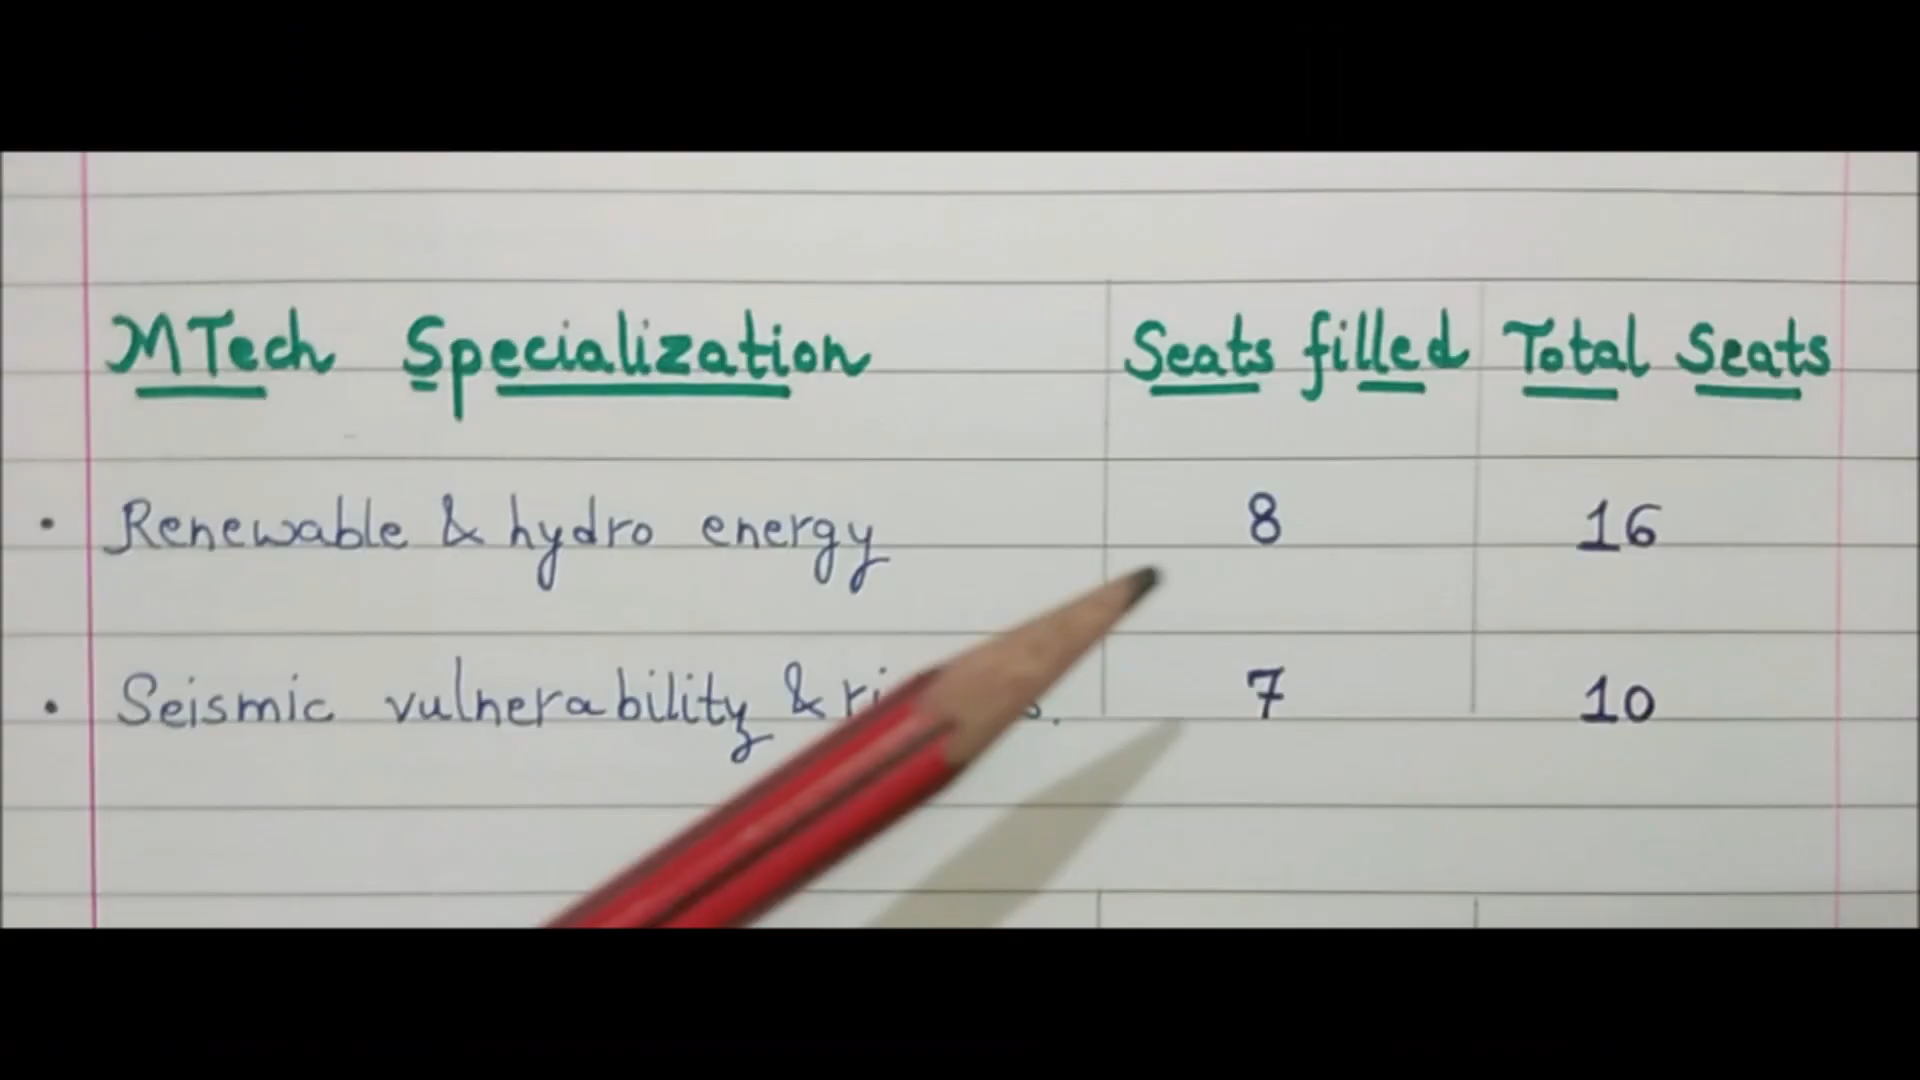 MTech Specialization Seats filled Total Seats
• Renewable & hydro energy 8 16
• Seismic vulnerability & 7 10